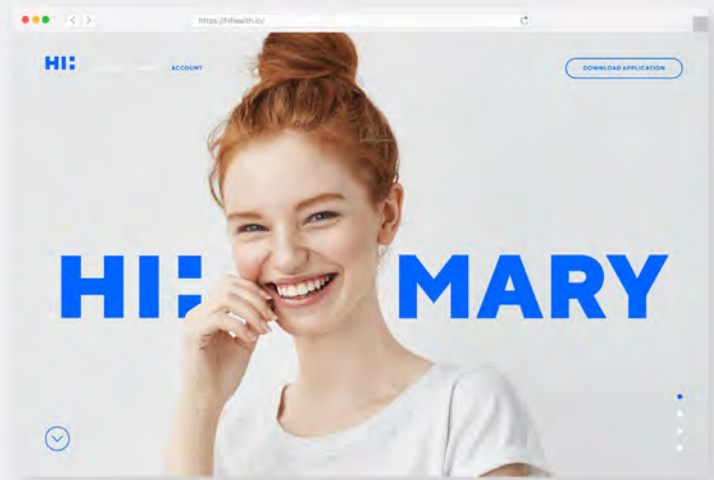 https://hihealth.io/
HI:
ACCOUNT
DOWNLOAD APPLICATION
HI: MARY